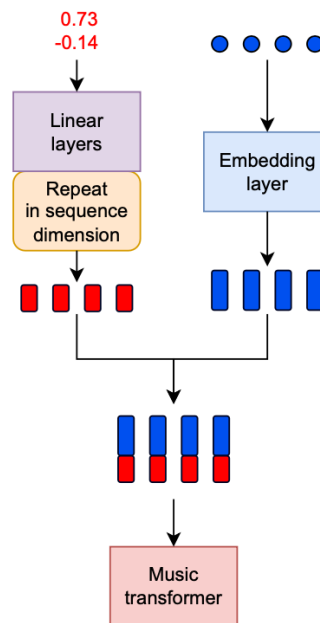 0.73
-0.14
Linear
layers
Repeat
in sequence
dimension
Embedding
layer
Music
transformer